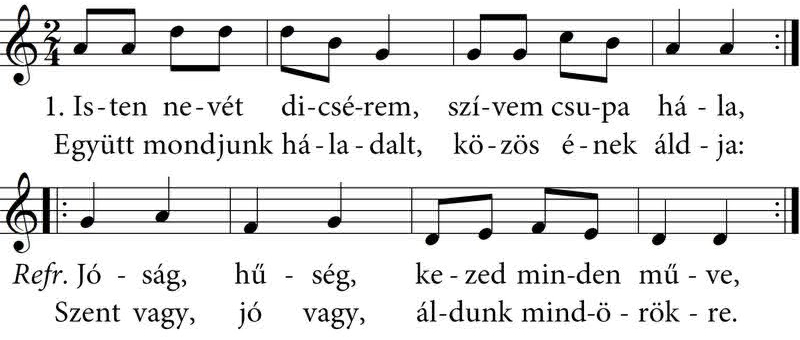 2
4
1. Is-ten ne-vét di-csé-rem, szí-vem csu-pa há - la,
Együtt mondjunk há-la-dalt, kö-zös é-nek áld-ja:
Refr. Jó - ság, hű - ség, ke-zed min-den mű-ve,
Szent vagy, jó vagy, ál-dunk mind-ö-rök-re.